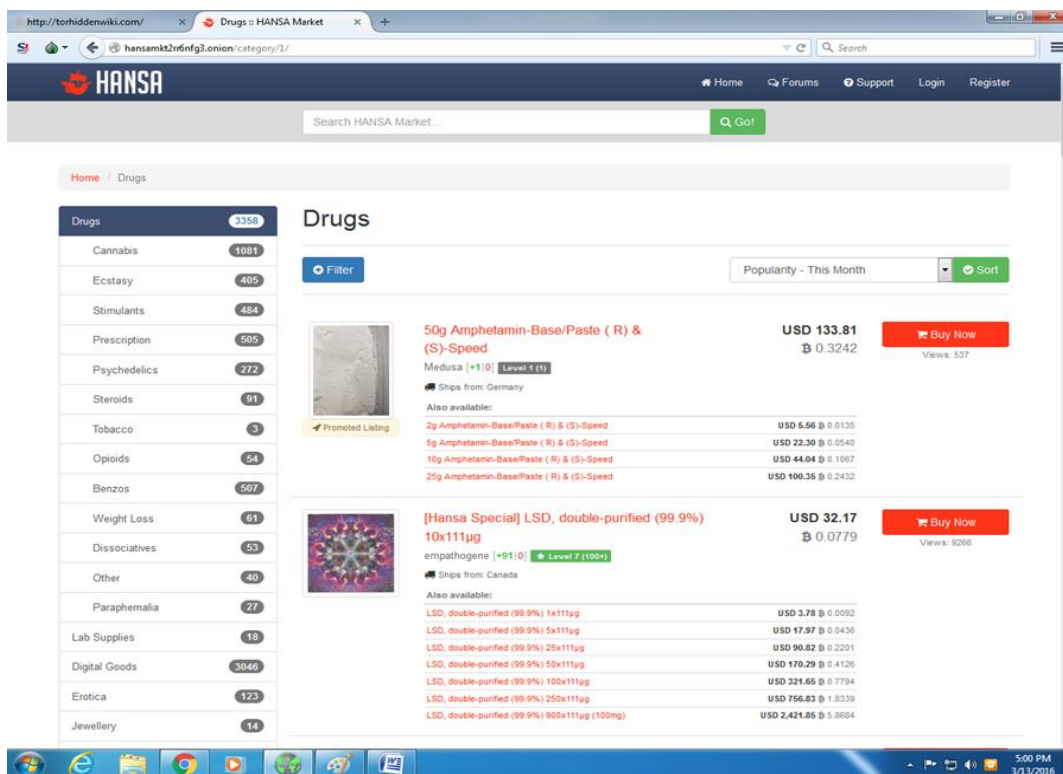 http://torhiddenwiki.com/ × Drugs :: HANSA Market × +
hansamkt2rr6nfg3.onion/category/1/ Search
HANSA Home Forums Support Login Register
Search HANSA Market... Go!
Home / Drugs
Drugs 3358
Cannabis 1081
Ecstasy 405
Stimulants 484
Prescription 505
Psychedelics 272
Steroids 91
Tobacco 3
Opioids 54
Benzos 507
Weight Loss 61
Dissociatives 53
Other 40
Paraphernalia 27
Lab Supplies 18
Digital Goods 3046
Erotica 123
Jewellery 14
Drugs
Filter Popularity - This Month Sort
50g Amphetamin-Base/Paste ( R) &
(S)-Speed
USD 133.81
฿ 0.3242
Buy Now
Views: 537
Medusa [+1|0] Level 1 (1)
Ships from: Germany
Promoted Listing
Also available:
2g Amphetamin-Base/Paste ( R) & (S)-Speed USD 5.56 ฿ 0.0135
5g Amphetamin-Base/Paste ( R) & (S)-Speed USD 22.30 ฿ 0.0540
10g Amphetamin-Base/Paste ( R) & (S)-Speed USD 44.04 ฿ 0.1067
25g Amphetamin-Base/Paste ( R) & (S)-Speed USD 100.35 ฿ 0.2432
[Hansa Special] LSD, double-purified (99.9%)
10x111µg
USD 32.17
฿ 0.0779
Buy Now
Views: 9266
empathogene [+91|0] Level 7 (100+)
Ships from: Canada
Also available:
LSD, double-purified (99.9%) 1x111µg USD 3.78 ฿ 0.0092
LSD, double-purified (99.9%) 5x111µg USD 17.97 ฿ 0.0436
LSD, double-purified (99.9%) 25x111µg USD 90.82 ฿ 0.2201
LSD, double-purified (99.9%) 50x111µg USD 170.29 ฿ 0.4126
LSD, double-purified (99.9%) 100x111µg USD 321.65 ฿ 0.7794
LSD, double-purified (99.9%) 250x111µg USD 756.83 ฿ 1.8339
LSD, double-purified (99.9%) 900x111µg (100mg) USD 2,421.85 ฿ 5.8684
5:00 PM
3/13/2016